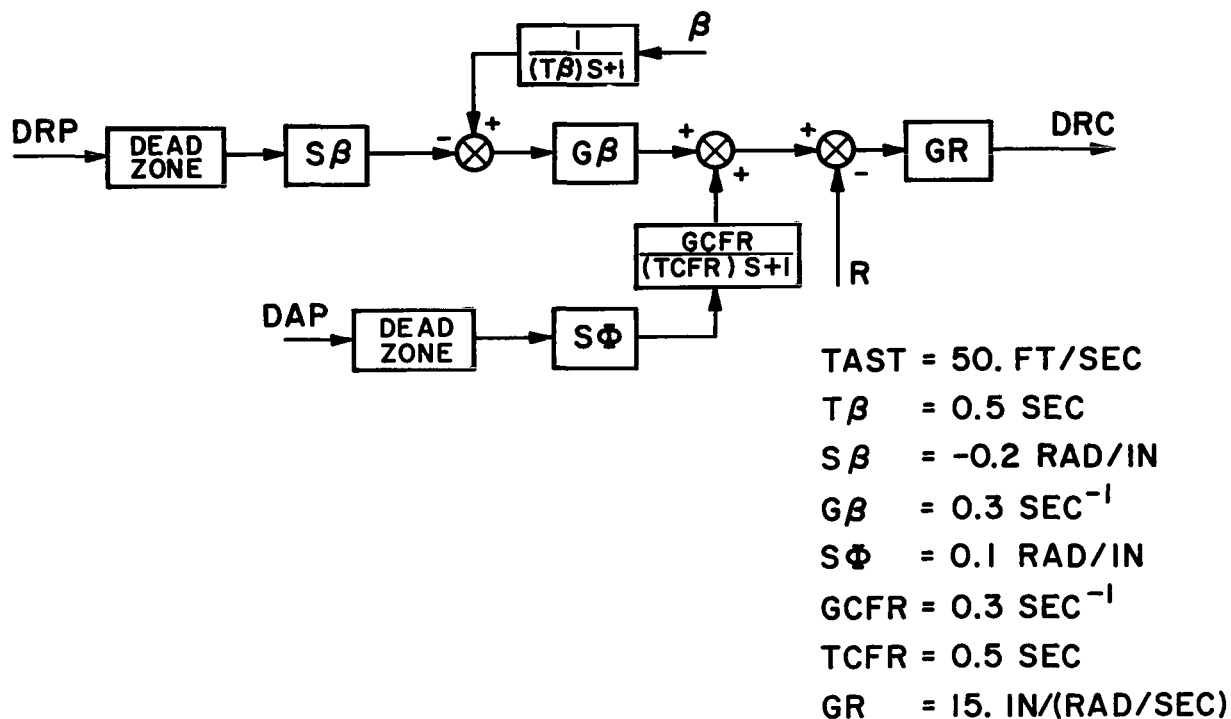 β
1
(Tβ) S+1
DRP
DEAD
ZONE
Sβ
-
+
Gβ
+
+
+
-
GR
DRC
GCFR
(TCFR) S+1
R
DAP
DEAD
ZONE
SΦ
TAST = 50. FT/SEC
Tβ = 0.5 SEC
Sβ = -0.2 RAD/IN
Gβ = 0.3 SEC⁻¹
SΦ = 0.1 RAD/IN
GCFR = 0.3 SEC⁻¹
TCFR = 0.5 SEC
GR = 15. IN/(RAD/SEC)